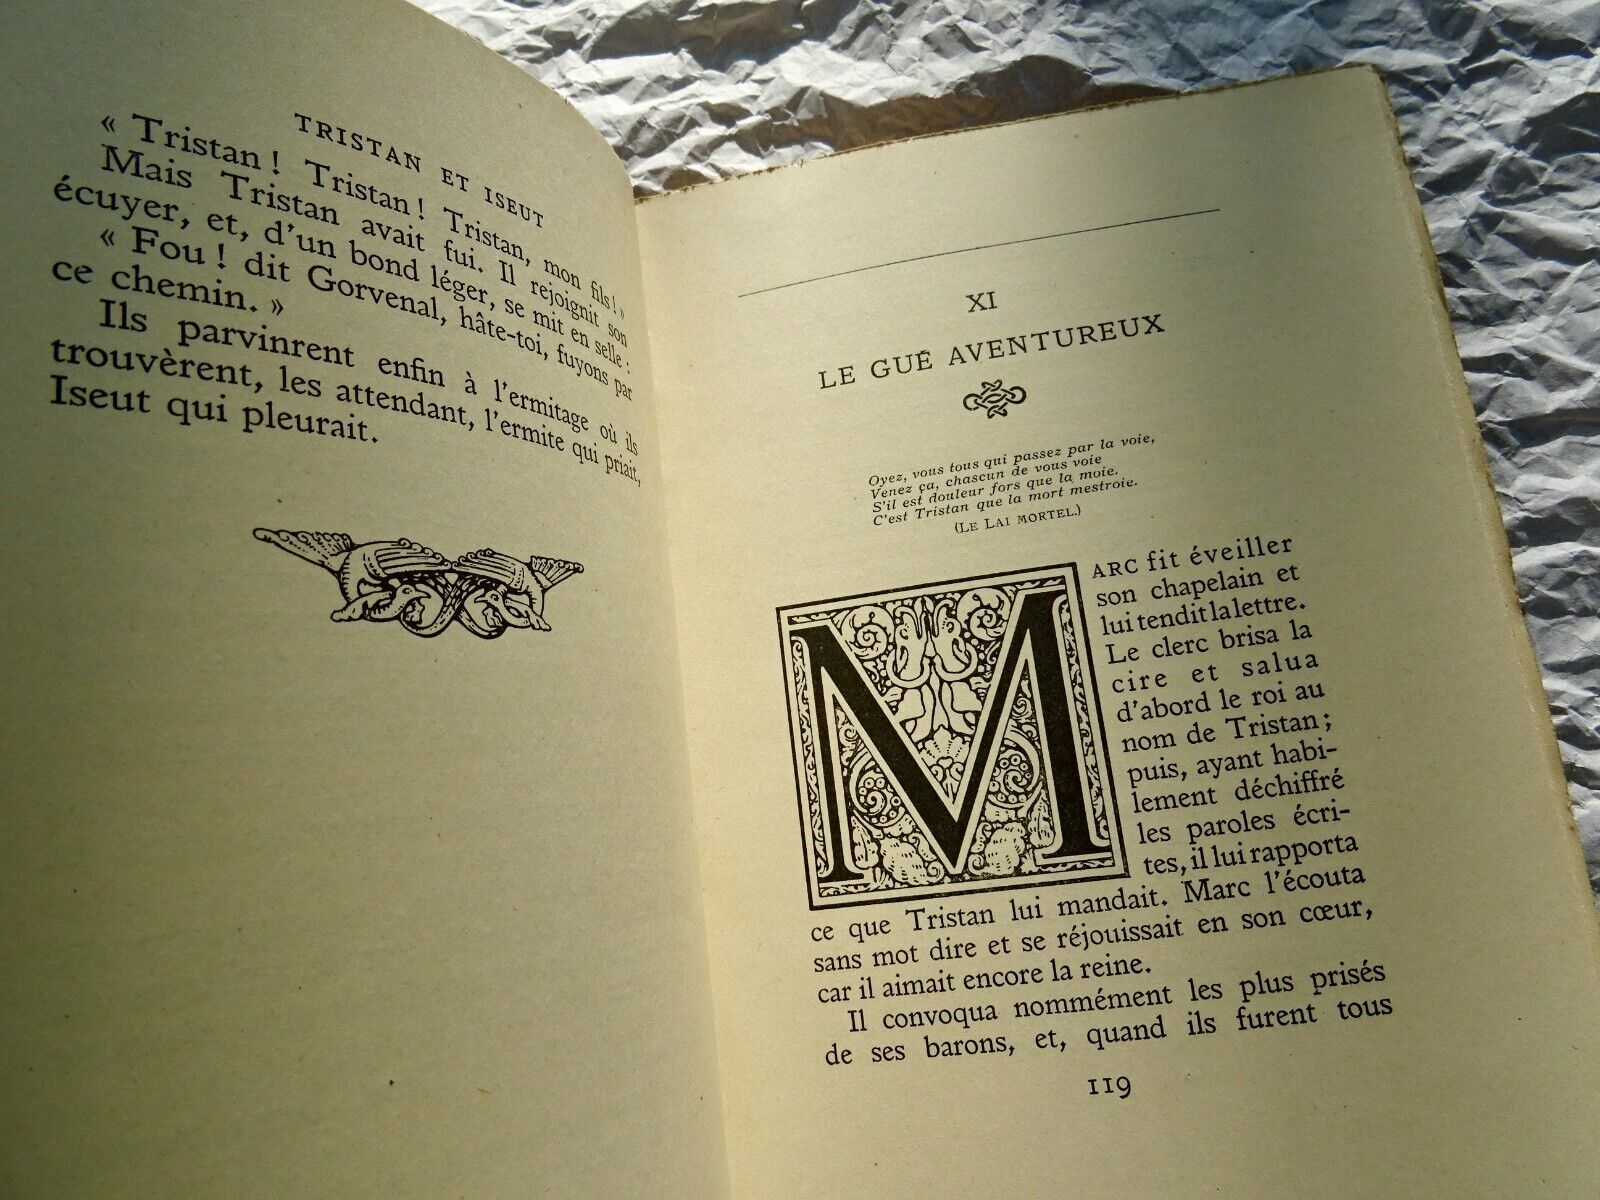 TRISTAN ET ISEUT
« Tristan ! Tristan ! Tristan, mon fils ! »
Mais Tristan avait fui. Il rejoignit son
écuyer, et, d'un bond léger, se mit en selle :
« Fou ! dit Gorvenal, hâte-toi, fuyons par
ce chemin. »
Ils parvinrent enfin à l'ermitage où ils
trouvèrent, les attendant, l'ermite qui priait,
Iseut qui pleurait.
XI
LE GUÉ AVENTUREUX
Oyez, vous tous qui passez par la voie,
Venez ça, chascun de vous voie
S'il est douleur fors que la moie.
C'est Tristan que la mort mestroie.
(LE LAI MORTEL.)
MARC fit éveiller
son chapelain et
lui tendit la lettre.
Le clerc brisa la
cire et salua
d'abord le roi au
nom de Tristan ;
puis, ayant habi-
lement déchiffré
les paroles écri-
tes, il lui rapporta
ce que Tristan lui mandait. Marc l'écouta
sans mot dire et se réjouissait en son cœur,
car il aimait encore la reine.
Il convoqua nommément les plus prisés
de ses barons, et, quand ils furent tous
119